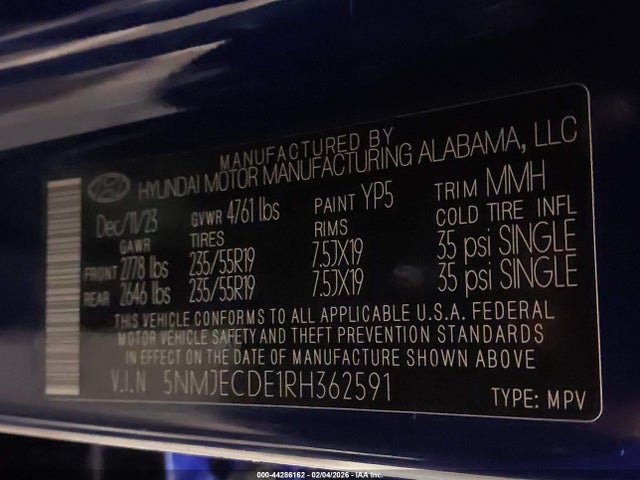 MANUFACTURED BY
HYUNDAI MOTOR MANUFACTURING ALABAMA, LLC
Dec/11/23 GVWR 4761 lbs PAINT YP5 TRIM MMH
GAWR TIRES RIMS COLD TIRE INFL
FRONT 2778 lbs 235/55R19 7.5JX19 35 psi SINGLE
REAR 2646 lbs 235/55R19 7.5JX19 35 psi SINGLE
THIS VEHICLE CONFORMS TO ALL APPLICABLE U.S.A. FEDERAL
MOTOR VEHICLE SAFETY AND THEFT PREVENTION STANDARDS
IN EFFECT ON THE DATE OF MANUFACTURE SHOWN ABOVE
V.I.N 5NMJECDE1RH362591 TYPE: MPV
000-44286162 - 02/04/2026 - IAA Inc.